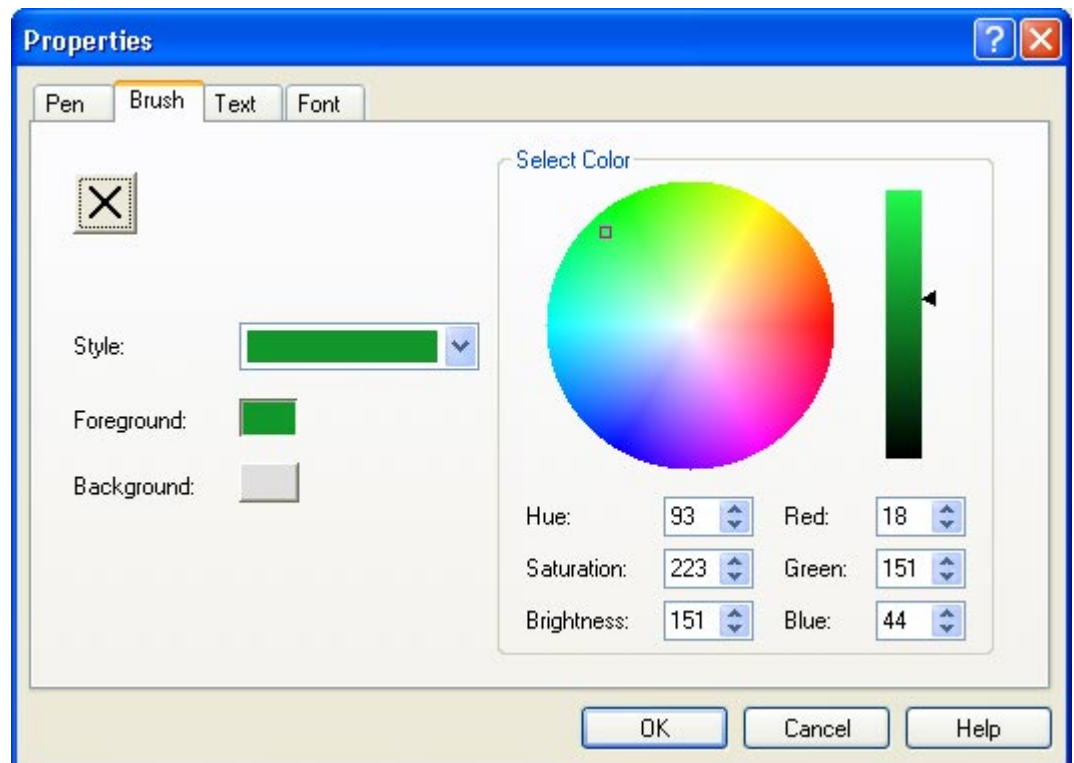 Properties
Pen Brush Text Font
Select Color
Style:
Foreground:
Background:
Hue: 93 Red: 18
Saturation: 223 Green: 151
Brightness: 151 Blue: 44
OK Cancel Help